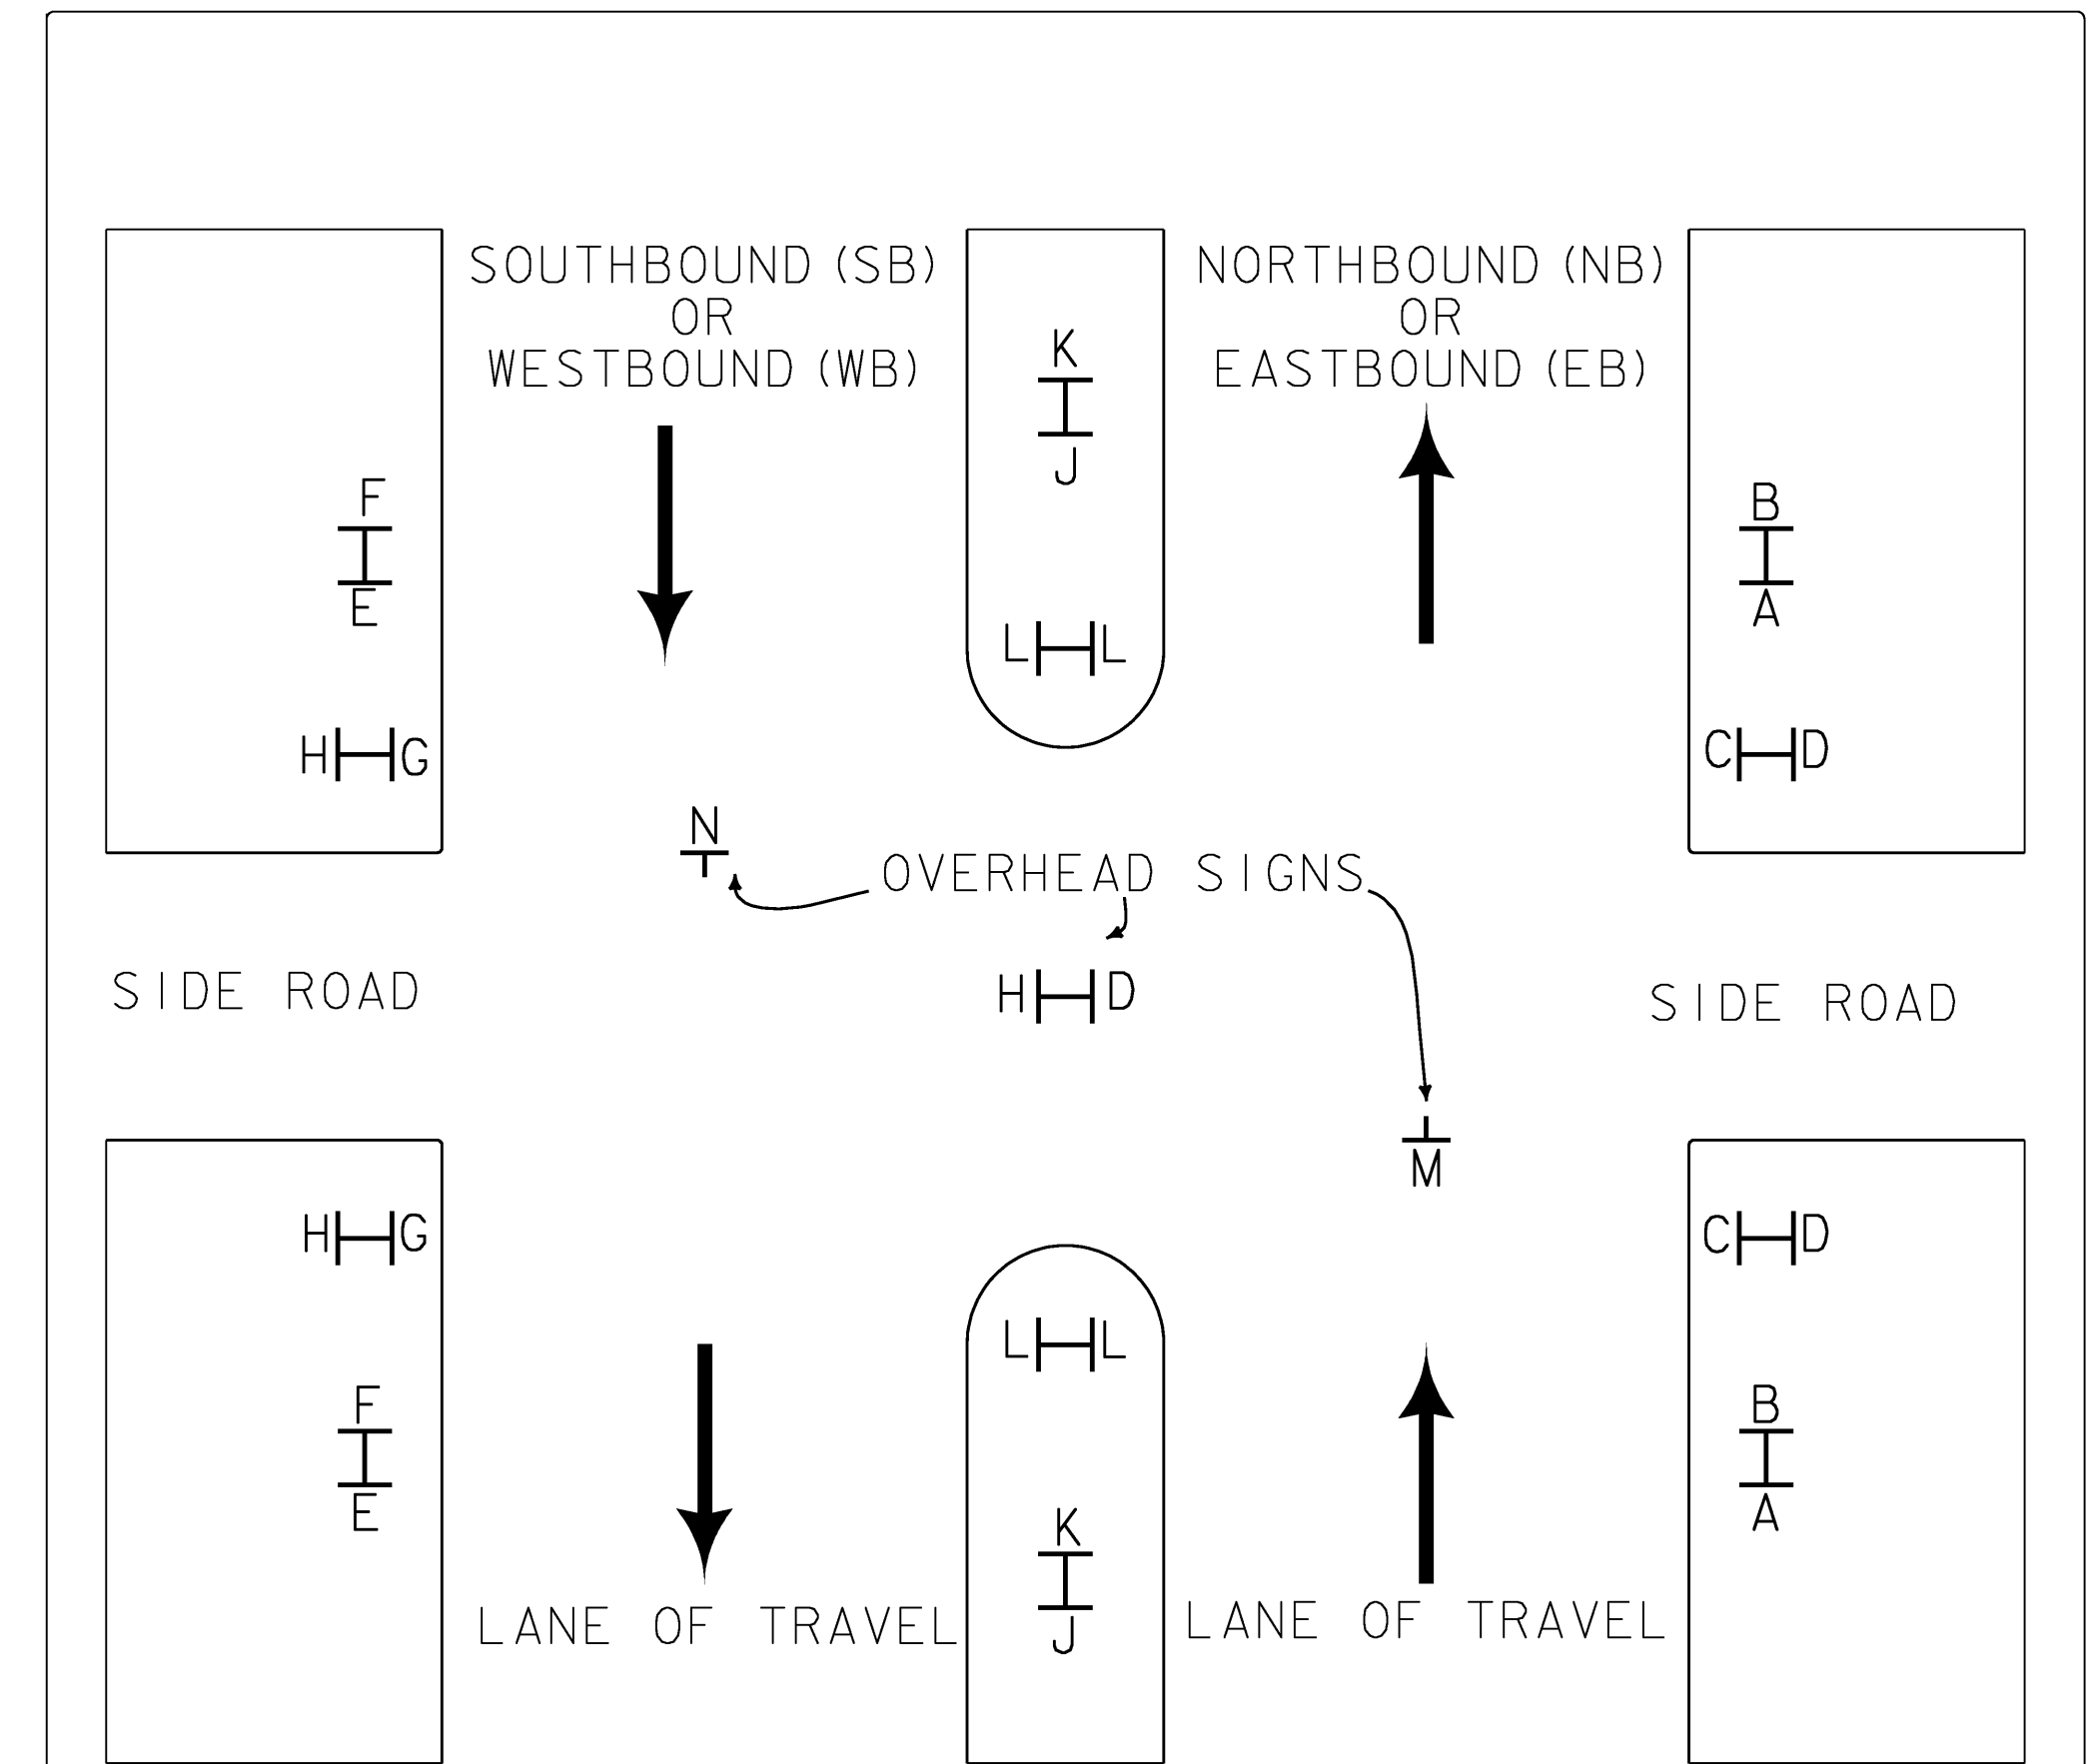 SOUTHBOUND (SB)
OR
WESTBOUND (WB)
NORTHBOUND (NB)
OR
EASTBOUND (EB)
K
J
F
E
B
A
L L
H G
C D
N
OVERHEAD SIGNS
H D
SIDE ROAD
SIDE ROAD
M
H G
C D
L L
F
E
B
A
K
J
LANE OF TRAVEL
LANE OF TRAVEL